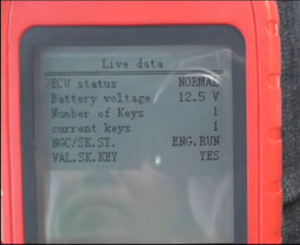 Live data
>ECU status NORMAL
Battery voltage 12.5 V
Number of Keys 1
current keys 1
NGC/SK.ST. ENG.RUN
VAL.SK.KEY YES